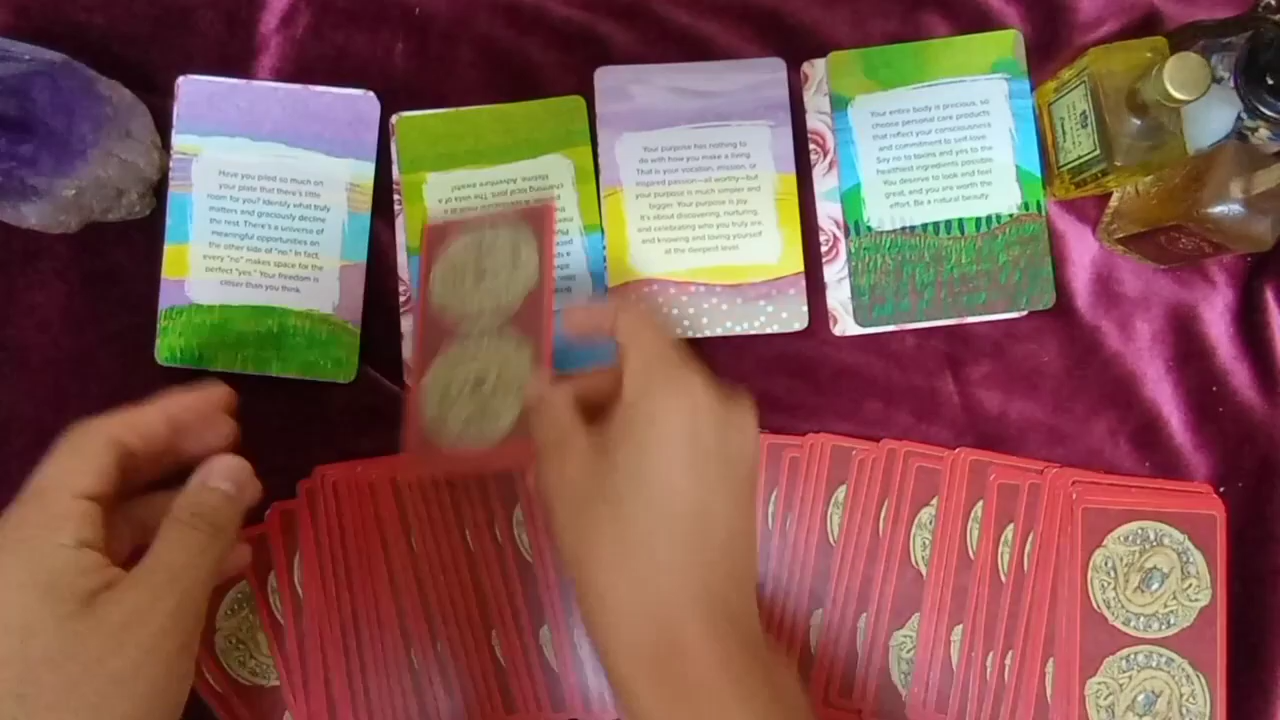 Have you piled so much on
your plate that there's little
room for you? Identify what truly
matters and graciously decline
the rest. There's a universe of
meaningful opportunities on
the other side of "no." In fact,
every "no" makes space for the
perfect "yes." Your freedom is
closer than you think.
lifetime. Adventure awaits!
charming local joint. This
Your purpose has nothing to
do with how you make a living.
That is your vocation, mission, or
inspired passion—all worthy—but
your purpose is much simpler and
bigger. Your purpose is joy.
It's about discovering, nurturing,
and celebrating who you truly are,
and knowing and loving yourself
at the deepest level.
Your entire body is precious, so
choose personal care products
that reflect your consciousness
and commitment to self-love.
Say no to toxins and yes to the
healthiest ingredients possible.
You deserve to look and feel
great, and you are worth the
effort. Be a natural beauty.